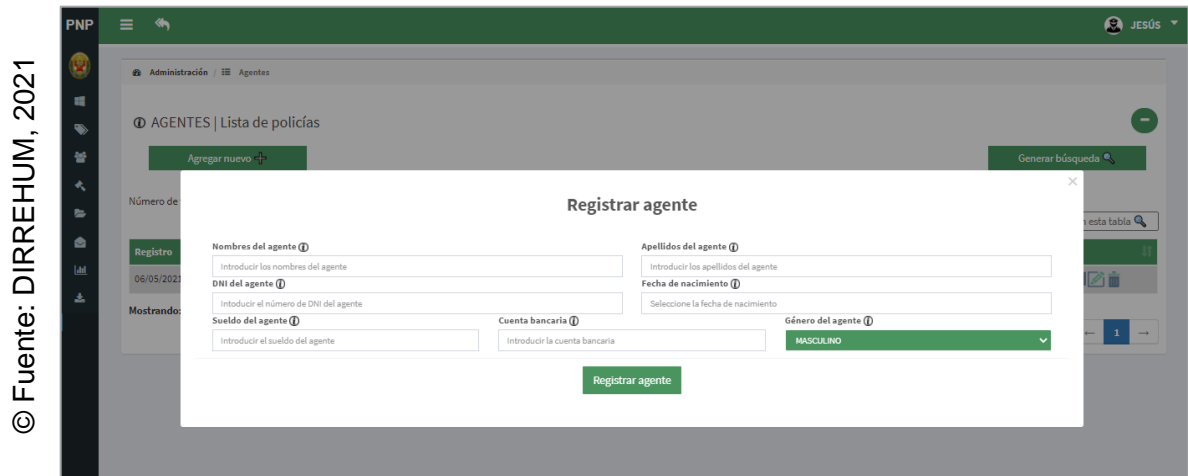 © Fuente: DIRREHUM, 2021
PNP
JESÚS
Administración / Agentes
AGENTES | Lista de policías
Agregar nuevo
Generar búsqueda
Número de
esta tabla
Registrar agente
×
Registro
Nombres del agente
Apellidos del agente
Introducir los nombres del agente
Introducir los apellidos del agente
06/05/2021
DNI del agente
Fecha de nacimiento
Intoducir el número de DNI del agente
Seleccione la fecha de nacimiento
Mostrando:
Sueldo del agente
Cuenta bancaria
Género del agente
Introducir el sueldo del agente
Introducir la cuenta bancaria
MASCULINO
← 1 →
Registrar agente